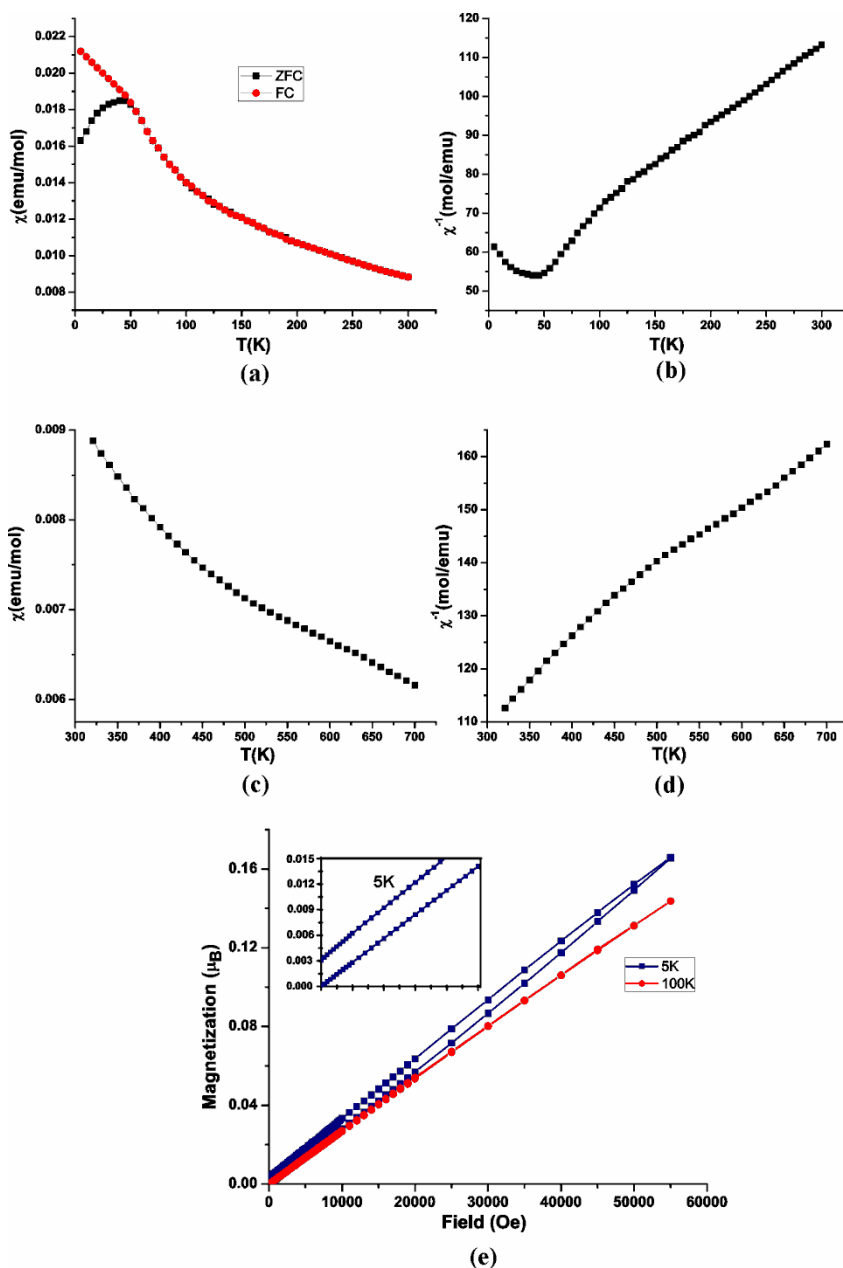 0.022
0.020
0.018
0.016
0.014
0.012
0.010
0.008
χ(emu/mol)
ZFC
FC
0 50 100 150 200 250 300
T(K)
(a)
120
110
100
90
80
70
60
50
χ⁻¹(mol/emu)
0 50 100 150 200 250 300
T(K)
(b)
0.009
0.008
0.007
0.006
χ(emu/mol)
300 350 400 450 500 550 600 650 700
T(K)
(c)
160
150
140
130
120
110
χ⁻¹(mol/emu)
300 350 400 450 500 550 600 650 700
T(K)
(d)
0.16
0.12
0.08
0.04
0.00
Magnetization (μB)
0.015
0.012
0.009
0.006
0.003
0.000
5K
5K
100K
0 10000 20000 30000 40000 50000 60000
Field (Oe)
(e)